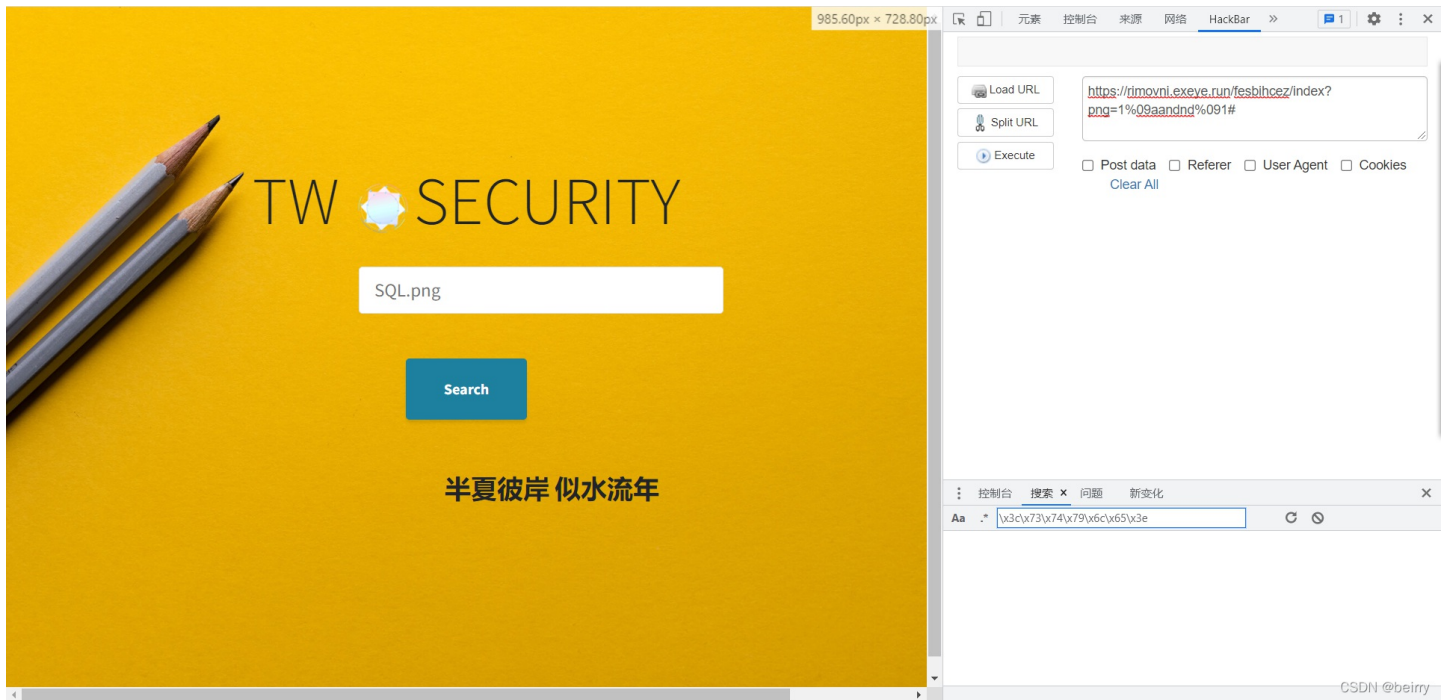 985.60px × 728.80px
元素 控制台 来源 网络 HackBar » 1
Load URL
Split URL
Execute
https://rimovni.exeye.run/fesbihcez/index?
png=1%09aandnd%091#
Post data Referer User Agent Cookies
Clear All
TW SECURITY
SQL.png
Search
半夏彼岸 似水流年
控制台 搜索 × 问题 新变化
Aa .* \x3c\x73\x74\x79\x6c\x65\x3e
CSDN @beirry